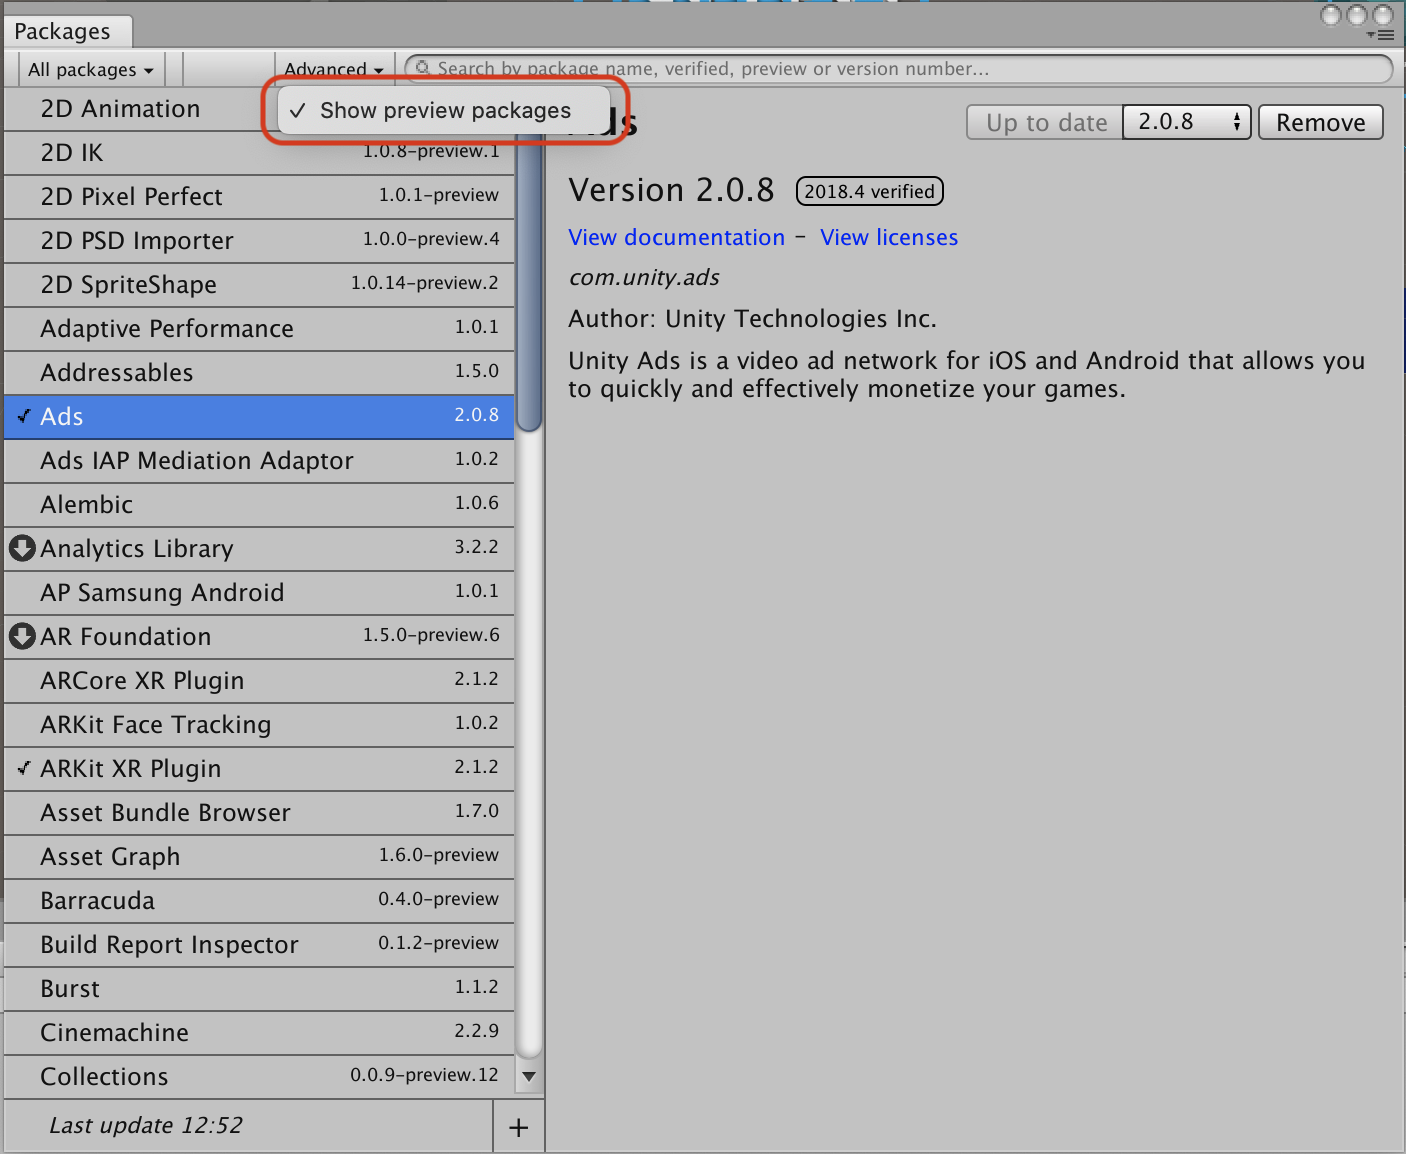 Packages
All packages
Advanced
Search by package name, verified, preview or version number...
Show preview packages
2D Animation
2D IK 1.0.8-preview.1
2D Pixel Perfect 1.0.1-preview
2D PSD Importer 1.0.0-preview.4
2D SpriteShape 1.0.14-preview.2
Adaptive Performance 1.0.1
Addressables 1.5.0
Ads 2.0.8
Ads IAP Mediation Adaptor 1.0.2
Alembic 1.0.6
Analytics Library 3.2.2
AP Samsung Android 1.0.1
AR Foundation 1.5.0-preview.6
ARCore XR Plugin 2.1.2
ARKit Face Tracking 1.0.2
ARKit XR Plugin 2.1.2
Asset Bundle Browser 1.7.0
Asset Graph 1.6.0-preview
Barracuda 0.4.0-preview
Build Report Inspector 0.1.2-preview
Burst 1.1.2
Cinemachine 2.2.9
Collections 0.0.9-preview.12
Last update 12:52
+
Ads
Up to date 2.0.8 Remove
Version 2.0.8 2018.4 verified
View documentation - View licenses
com.unity.ads
Author: Unity Technologies Inc.
Unity Ads is a video ad network for iOS and Android that allows you
to quickly and effectively monetize your games.